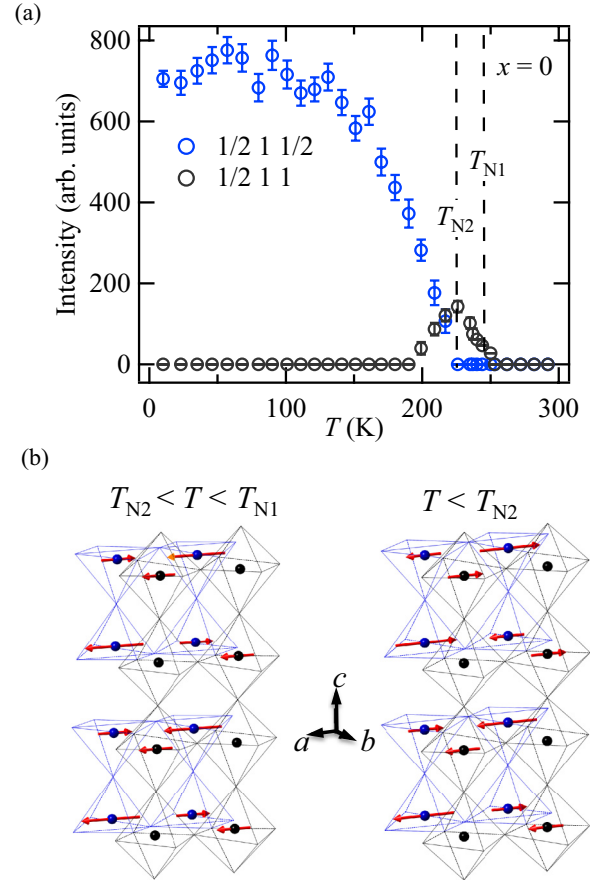 (a)
800
600
400
200
0
Intensity (arb. units)
x = 0
1/2 1 1/2
1/2 1 1
T_N1
T_N2
0 100 200 300
T (K)
(b)
T_N2 < T < T_N1 T < T_N2
c
a b